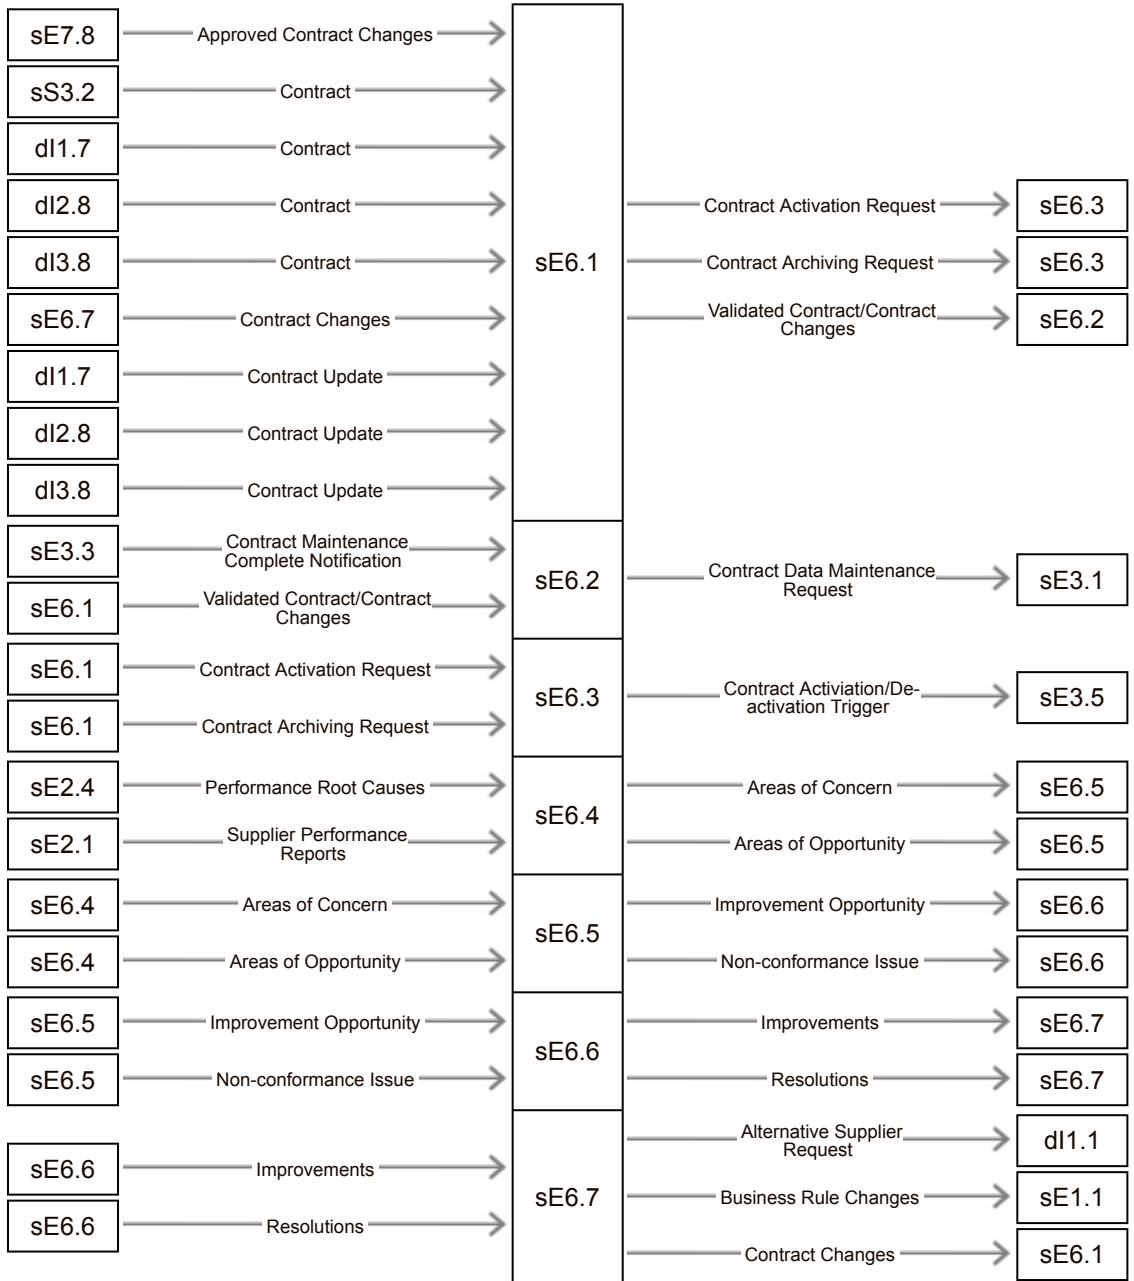 sE7.8
Approved Contract Changes
sS3.2
Contract
dI1.7
Contract
dI2.8
Contract
dI3.8
Contract
sE6.7
Contract Changes
dI1.7
Contract Update
dI2.8
Contract Update
dI3.8
Contract Update
sE6.1
Contract Activation Request
sE6.3
Contract Archiving Request
sE6.3
Validated Contract/Contract
Changes
sE6.2
sE3.3
Contract Maintenance
Complete Notification
sE6.1
Validated Contract/Contract
Changes
sE6.2
Contract Data Maintenance
Request
sE3.1
sE6.1
Contract Activation Request
sE6.1
Contract Archiving Request
sE6.3
Contract Activiation/De-
activation Trigger
sE3.5
sE2.4
Performance Root Causes
sE2.1
Supplier Performance
Reports
sE6.4
Areas of Concern
sE6.5
Areas of Opportunity
sE6.5
sE6.4
Areas of Concern
sE6.4
Areas of Opportunity
sE6.5
Improvement Opportunity
sE6.6
Non-conformance Issue
sE6.6
sE6.5
Improvement Opportunity
sE6.5
Non-conformance Issue
sE6.6
Improvements
sE6.7
Resolutions
sE6.7
sE6.6
Improvements
sE6.6
Resolutions
sE6.7
Alternative Supplier
Request
dI1.1
Business Rule Changes
sE1.1
Contract Changes
sE6.1